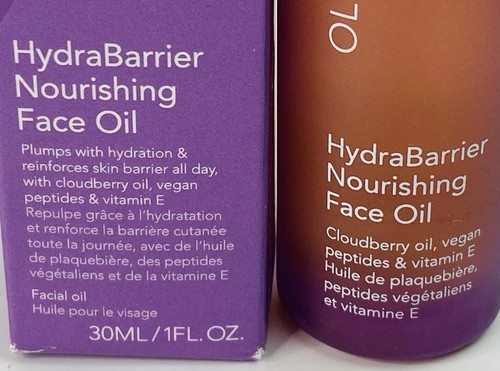 HydraBarrier
Nourishing
Face Oil
Plumps with hydration &
reinforces skin barrier all day,
with cloudberry oil, vegan
peptides & vitamin E
Repulpe grâce à l'hydratation
et renforce la barrière cutanée
toute la journée, avec de l'huile
de plaquebière, des peptides
végétaliens et de la vitamine E
Facial oil
Huile pour le visage
30ML/1FL.OZ.
OL
HydraBarrier
Nourishing
Face Oil
Cloudberry oil, vegan
peptides & vitamin E
Huile de plaquebière,
peptides végétaliens
et vitamine E